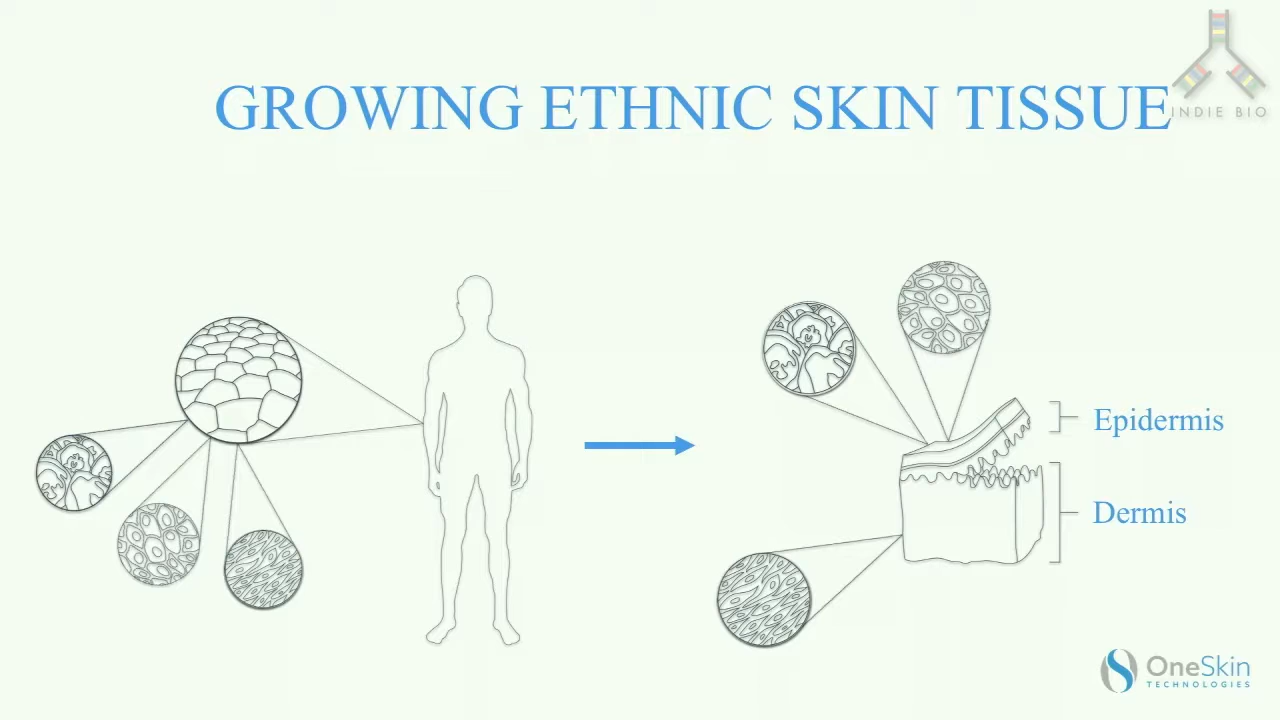 GROWING ETHNIC SKIN TISSUE
INDIE BIO
Epidermis
Dermis
OneSkin
TECHNOLOGIES